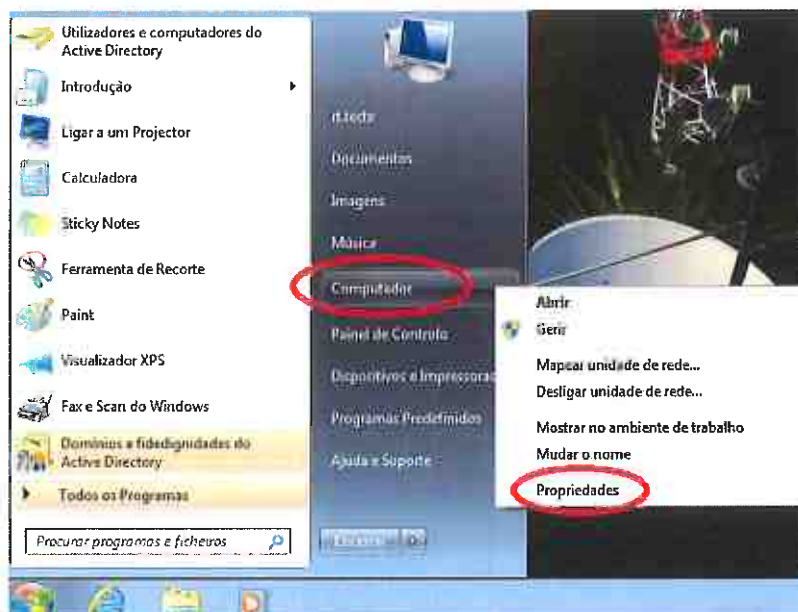 Utilizadores e computadores do
Active Directory
Introdução
Ligar a um Projector
Calculadora
Sticky Notes
Ferramenta de Recorte
Paint
Visualizador XPS
Fax e Scan do Windows
Domínios e fidedignidades do
Active Directory
Todos os Programas
Procurar programas e ficheiros
Documentos
Imagens
Música
Computador
Painel de Controlo
Dispositivos e Impressoras
Programas Predefinidos
Ajuda e Suporte
Abrir
Gerir
Mapear unidade de rede...
Desligar unidade de rede...
Mostrar no ambiente de trabalho
Mudar o nome
Propriedades